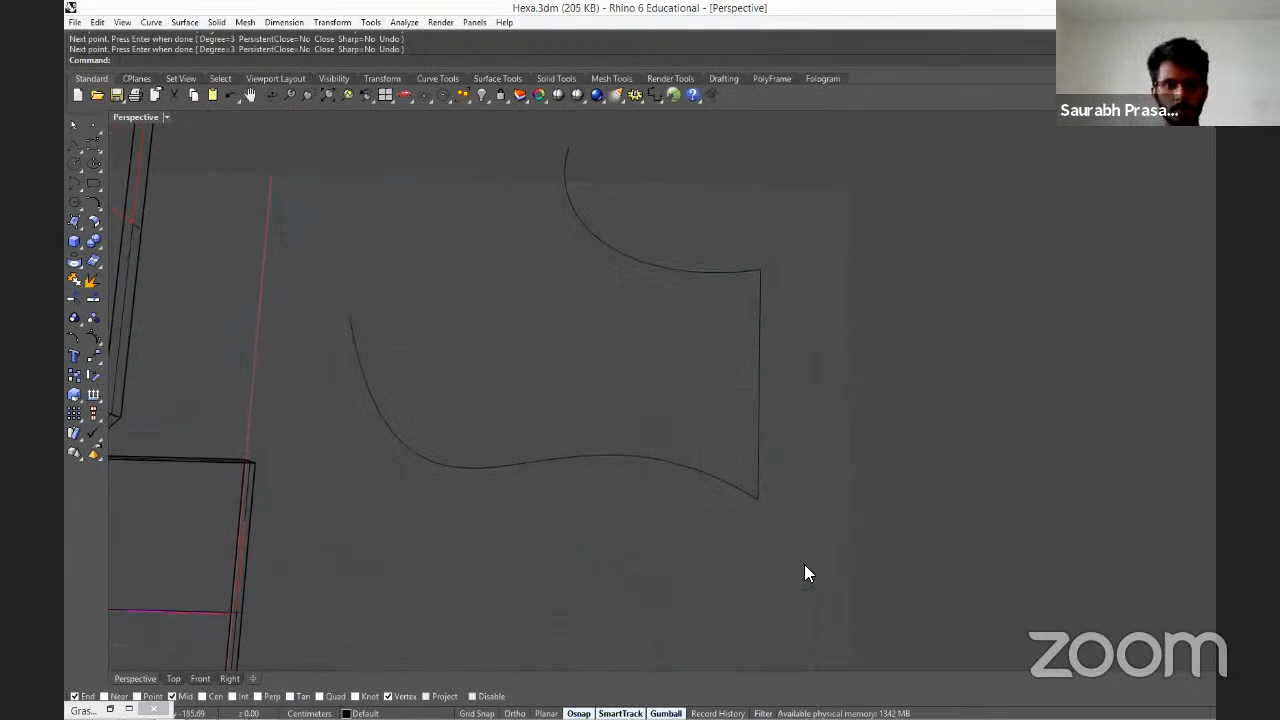 Hexa.3dm (205 KB) - Rhino 6 Educational - [Perspective]
File Edit View Curve Surface Solid Mesh Dimension Transform Tools Analyze Render Panels Help
Next point. Press Enter when done ( Degree=3 PersistentClose=No Close Sharp=No Undo )
Next point. Press Enter when done ( Degree=3 PersistentClose=No Close Sharp=No Undo )
Command:
Standard CPlanes Set View Select Viewport Layout Visibility Transform Curve Tools Surface Tools Solid Tools Mesh Tools Render Tools Drafting PolyFrame Fologram
Perspective
Saurabh Prasa...
zoom
Perspective Top Front Right
End Near Point Mid Cen Int Perp Tan Quad Knot Vertex Project Disable
Gras... y -185.69 z 0.00 Centimeters Default Grid Snap Ortho Planar Osnap SmartTrack Gumball Record History Filter Available physical memory: 1342 MB